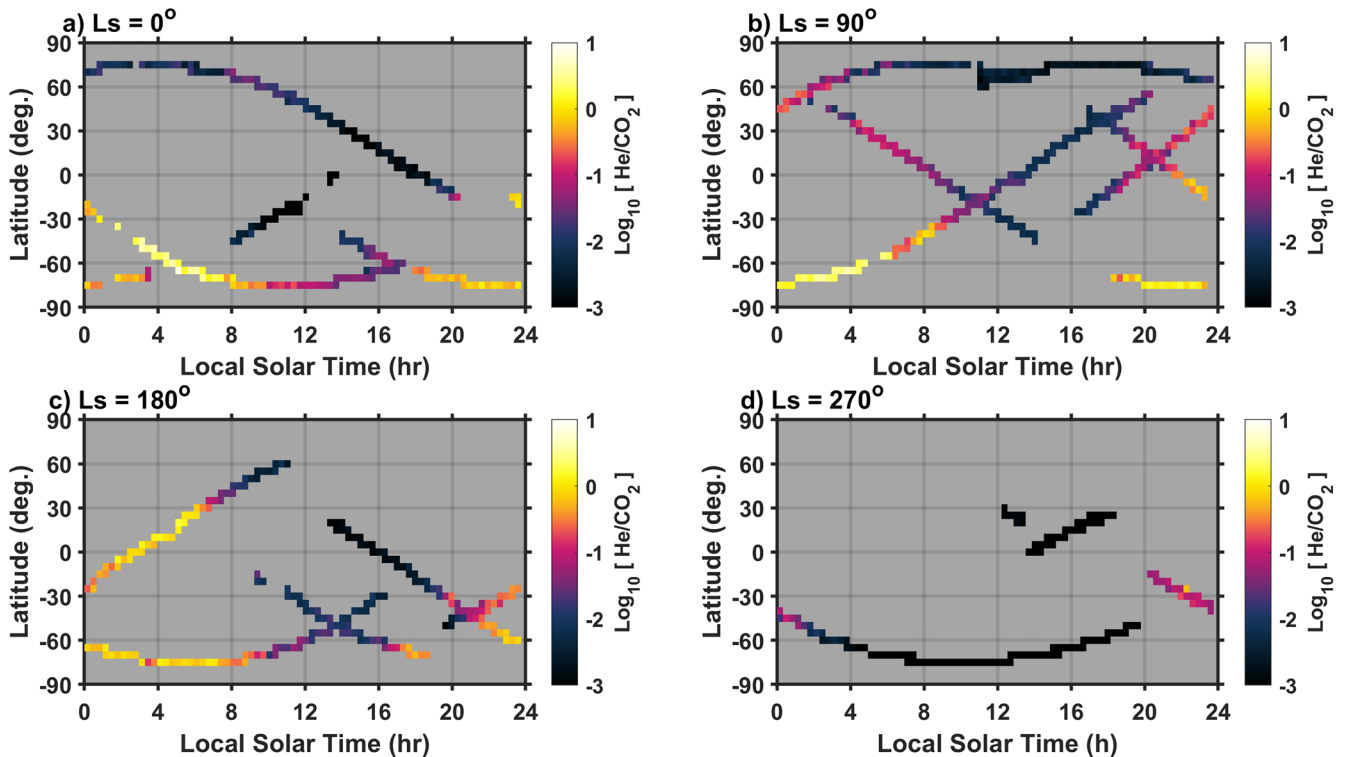 a) Ls = 0°
90
60
30
0
-30
-60
-90
Latitude (deg.)
0 4 8 12 16 20 24
Local Solar Time (hr)
1
0
-1
-2
-3
Log10 [ He/CO2 ]
b) Ls = 90°
90
60
30
0
-30
-60
-90
Latitude (deg.)
0 4 8 12 16 20 24
Local Solar Time (hr)
1
0
-1
-2
-3
Log10 [ He/CO2 ]
c) Ls = 180°
90
60
30
0
-30
-60
-90
Latitude (deg.)
0 4 8 12 16 20 24
Local Solar Time (hr)
1
0
-1
-2
-3
Log10 [ He/CO2 ]
d) Ls = 270°
90
60
30
0
-30
-60
-90
Latitude (deg.)
0 4 8 12 16 20 24
Local Solar Time (h)
1
0
-1
-2
-3
Log10 [ He/CO2 ]